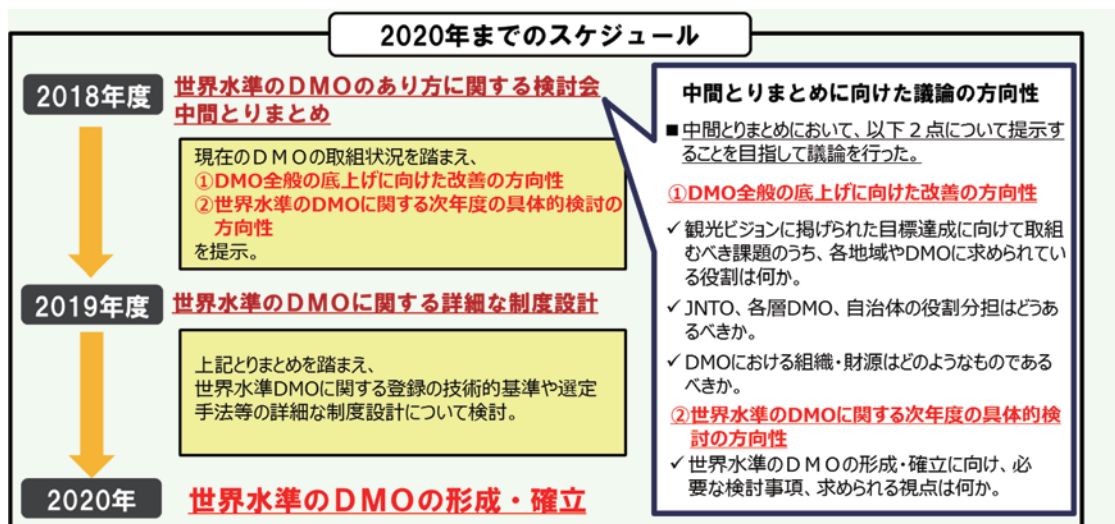 2020年までのスケジュール
2018年度
世界水準のDMOのあり方に関する検討会
中間とりまとめ
現在のDMOの取組状況を踏まえ、
①DMO全般の底上げに向けた改善の方向性
②世界水準のDMOに関する次年度の具体的検討の
方向性
を提示。
2019年度
世界水準のDMOに関する詳細な制度設計
上記とりまとめを踏まえ、
世界水準DMOに関する登録の技術的基準や選定
手法等の詳細な制度設計について検討。
2020年
世界水準のDMOの形成・確立
中間とりまとめに向けた議論の方向性
■中間とりまとめにおいて、以下2点について提示す
ることを目指して議論を行った。
①DMO全般の底上げに向けた改善の方向性
✓観光ビジョンに掲げられた目標達成に向けて取組
むべき課題のうち、各地域やDMOに求められている
役割は何か。
✓JNTO、各層DMO、自治体の役割分担はどうあ
るべきか。
✓DMOにおける組織・財源はどのようなものである
べきか。
②世界水準のDMOに関する次年度の具体的検
討の方向性
✓世界水準のDMOの形成・確立に向け、必
要な検討事項、求められる視点は何か。